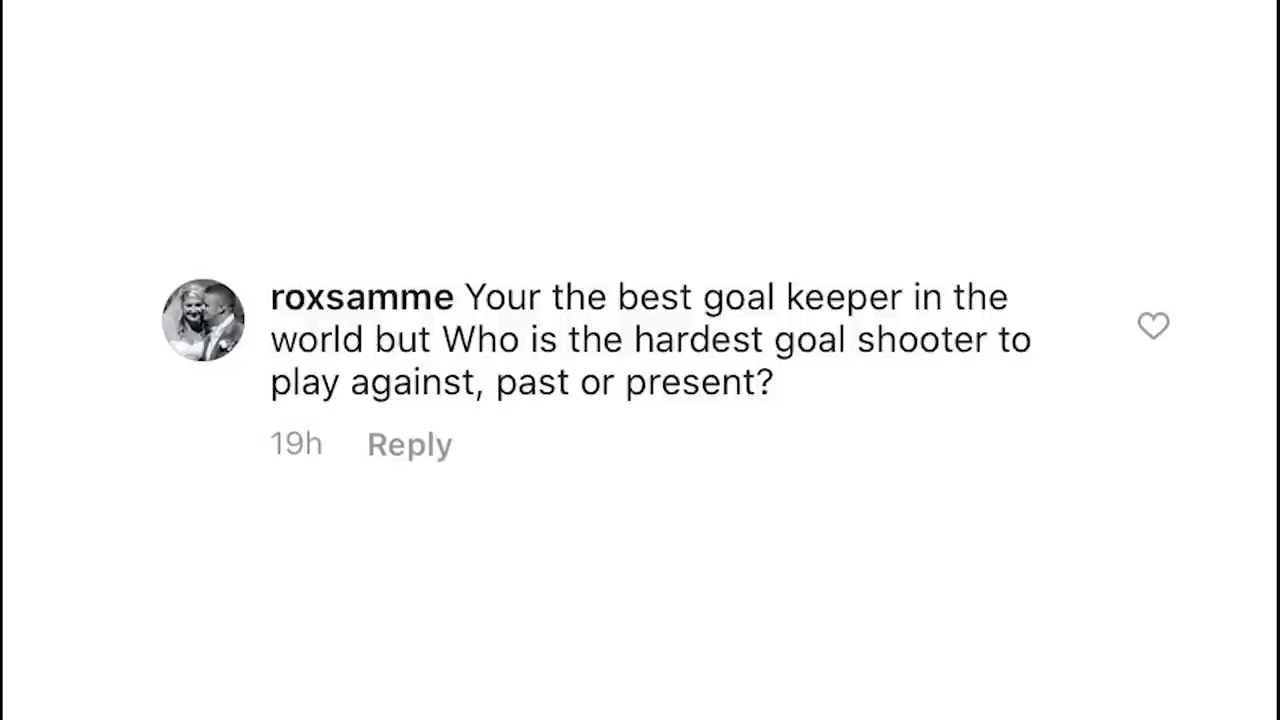 roxsamme Your the best goal keeper in the
world but Who is the hardest goal shooter to
play against, past or present?
19h Reply